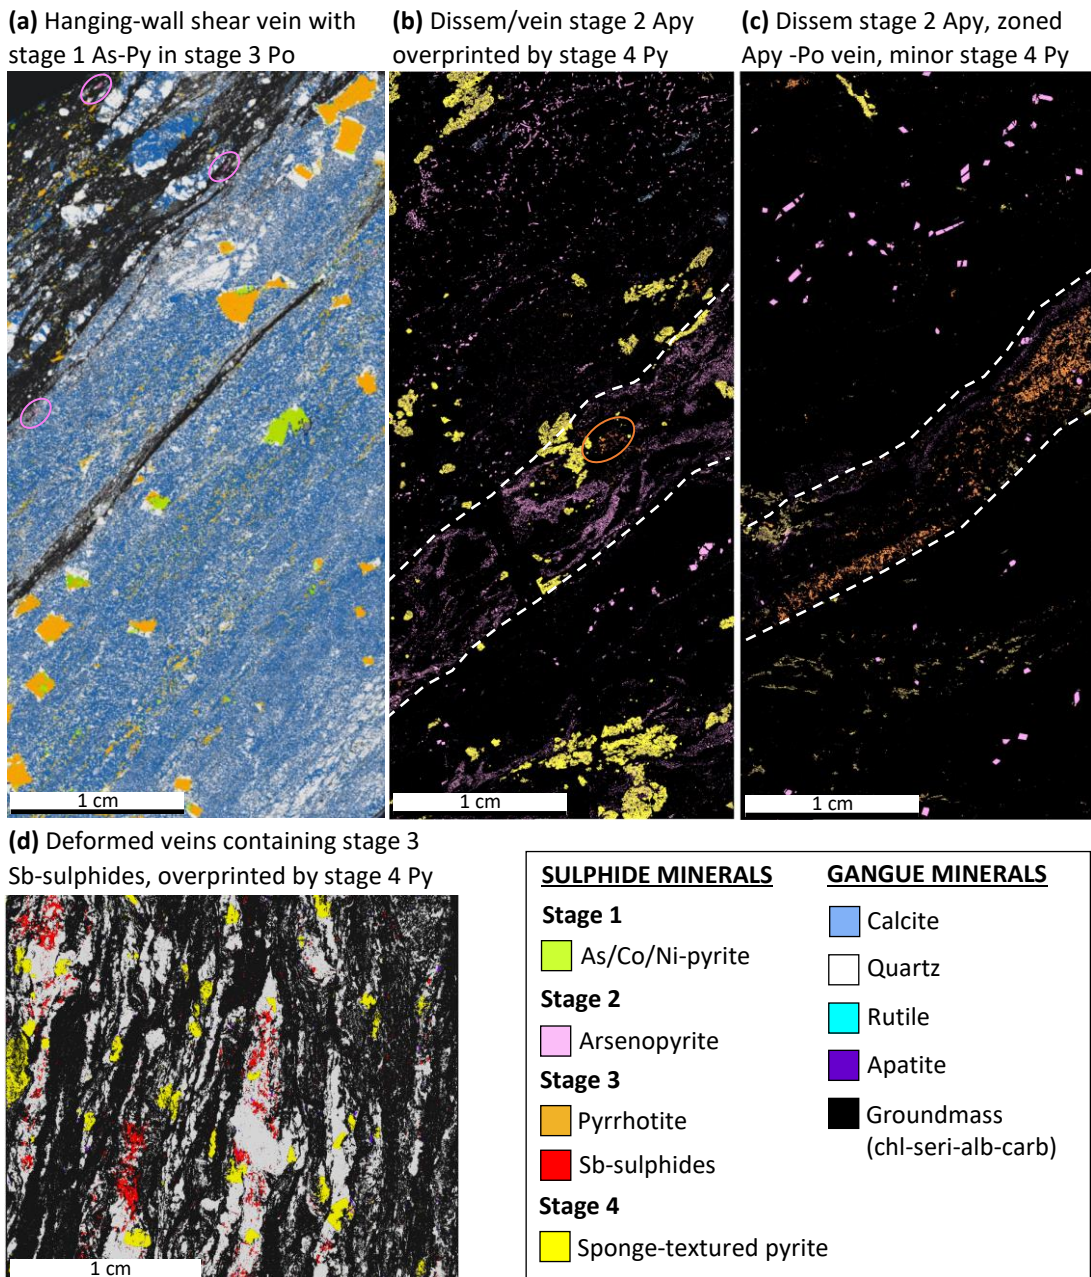 (a) Hanging-wall shear vein with
stage 1 As-Py in stage 3 Po
(b) Dissem/vein stage 2 Apy
overprinted by stage 4 Py
(c) Dissem stage 2 Apy, zoned
Apy -Po vein, minor stage 4 Py
1 cm
1 cm
1 cm
(d) Deformed veins containing stage 3
Sb-sulphides, overprinted by stage 4 Py
1 cm
SULPHIDE MINERALS
Stage 1
As/Co/Ni-pyrite
Stage 2
Arsenopyrite
Stage 3
Pyrrhotite
Sb-sulphides
Stage 4
Sponge-textured pyrite
GANGUE MINERALS
Calcite
Quartz
Rutile
Apatite
Groundmass
(chl-seri-alb-carb)